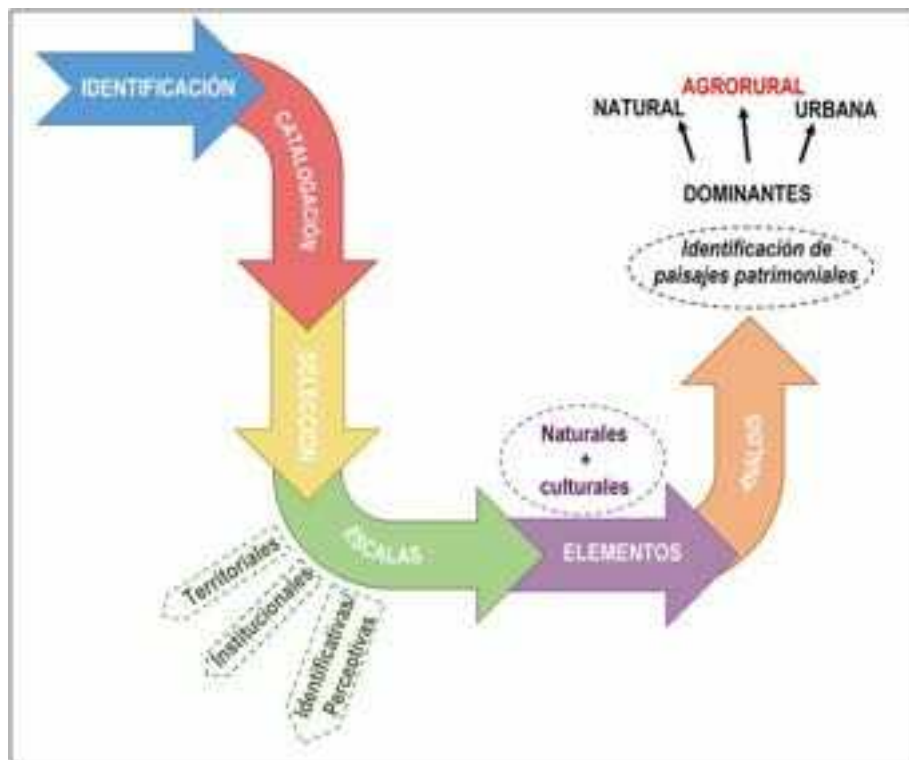 IDENTIFICACIÓN
CATALOGACIÓN
SELECCIÓN
ESCALAS
Territoriales
Institucionales
Identificativas
Perceptivas
ELEMENTOS
Naturales
+
culturales
Identificación de
paisajes patrimoniales
DOMINANTES
NATURAL
AGRORURAL
URBANA